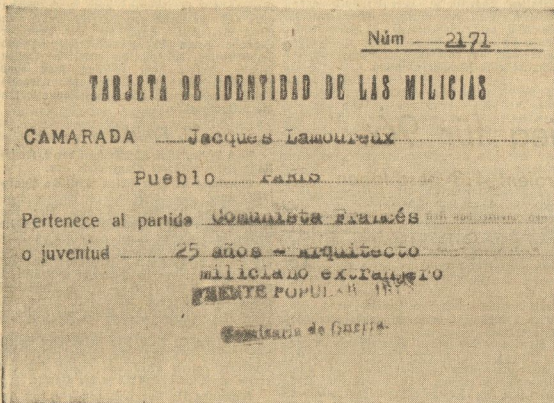 Núm 2171
TARJETA DE IDENTIDAD DE LAS MILICIAS
CAMARADA Jacques Lamoureux
Pueblo PARIS
Pertenece al partido Comunista Francés
o juventud 25 años - Arquitecto
miliciano extranjero
FRENTE POPULAR
Comisaria de Guerra.